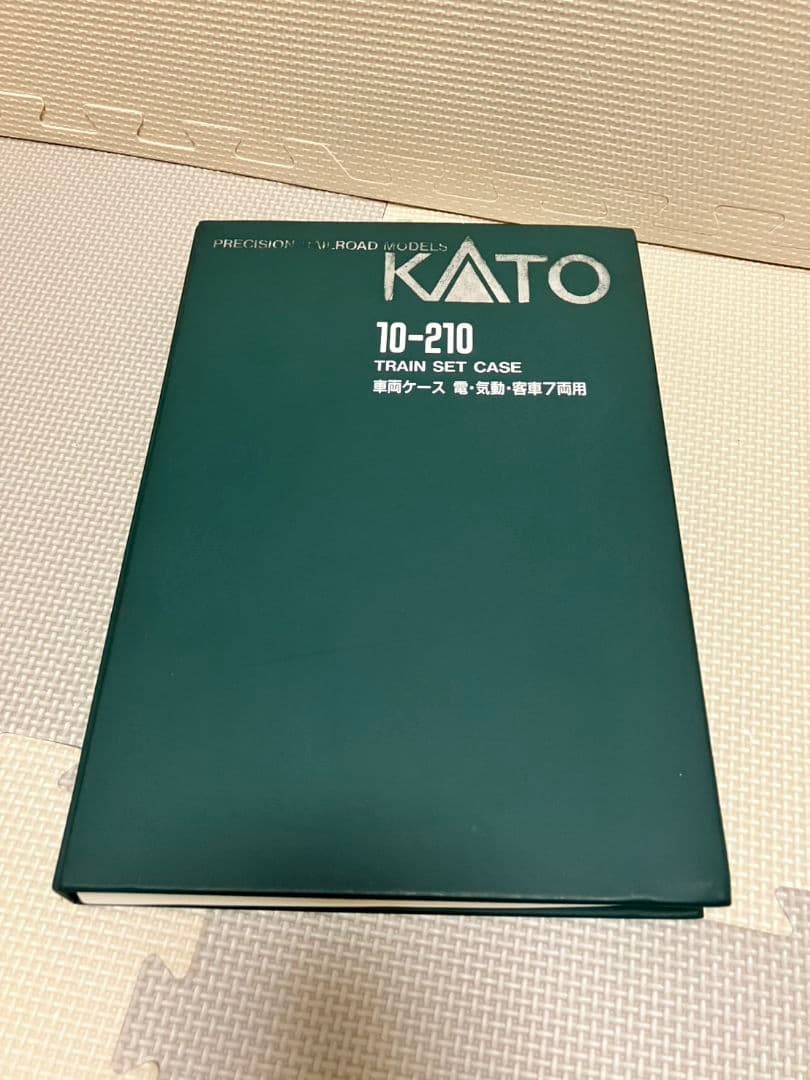 PRECISION RAILROAD MODELS
KATO
10-210
TRAIN SET CASE
車両ケース 電・気動・客車7両用